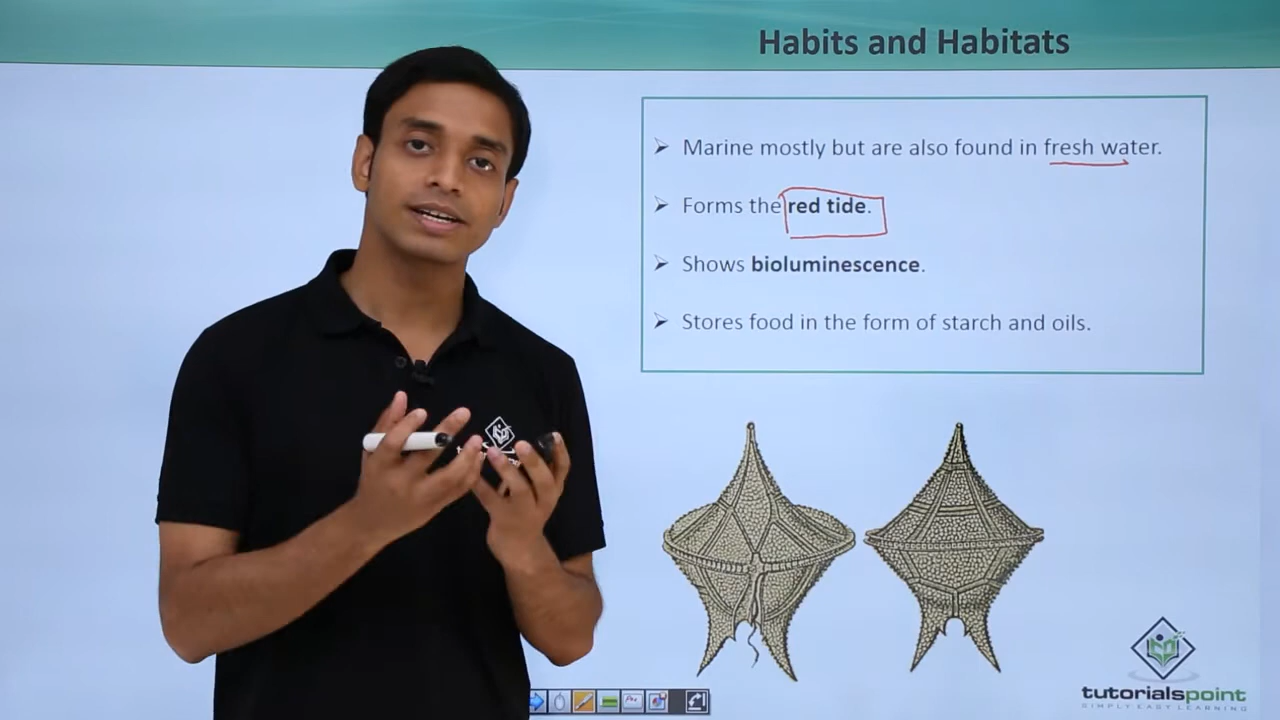 Habits and Habitats
➢ Marine mostly but are also found in fresh water.
➢ Forms the red tide.
➢ Shows bioluminescence.
➢ Stores food in the form of starch and oils.
tutorialspoint
SIMPLY EASY LEARNING